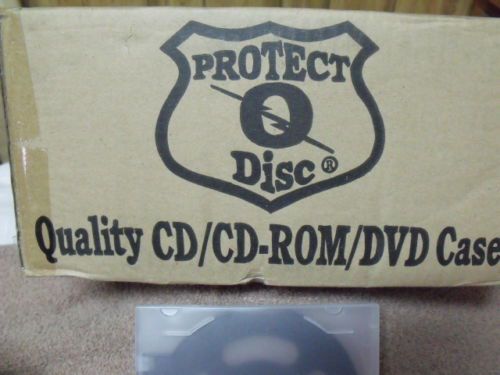 PROTECT
O
Disc®
Quality CD/CD-ROM/DVD Case